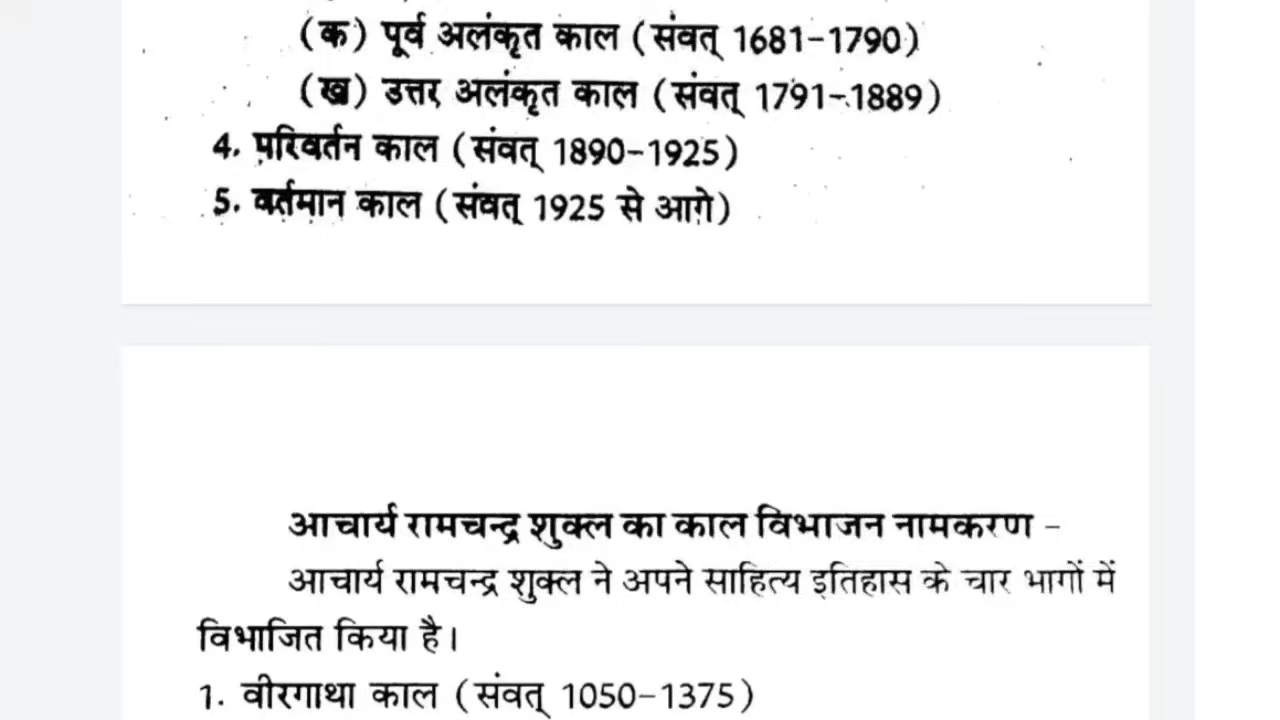 (क) पूर्व अलंकृत काल (संवत् 1681-1790)
(ख) उत्तर अलंकृत काल (संवत् 1791-1889)
4. परिवर्तन काल (संवत् 1890-1925)
5. वर्तमान काल (संवत् 1925 से आगे)
आचार्य रामचन्द्र शुक्ल का काल विभाजन नामकरण -
आचार्य रामचन्द्र शुक्ल ने अपने साहित्य इतिहास के चार भागों में
विभाजित किया है।
1. वीरगाथा काल (संवत् 1050-1375)